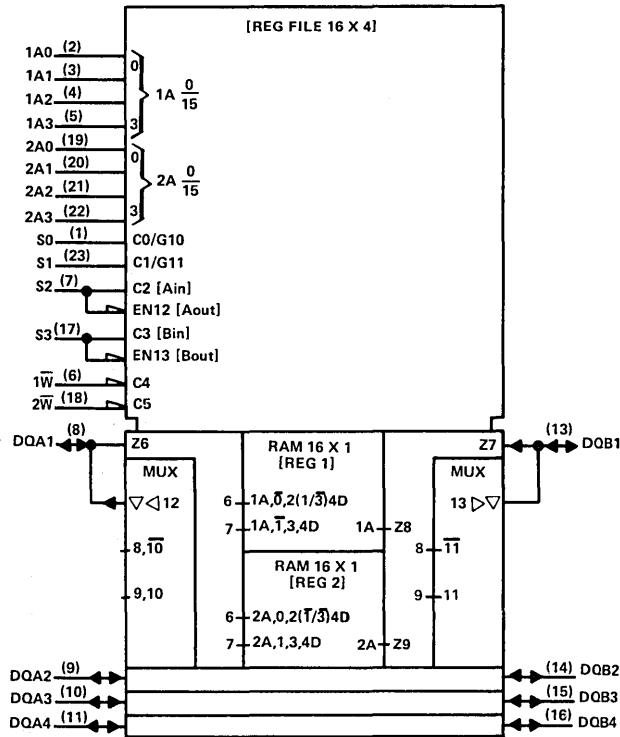 [REG FILE 16 X 4]
1A0 (2)
1A1 (3)
1A2 (4)
1A3 (5)
0
3
1A 0/15
2A0 (19)
2A1 (20)
2A2 (21)
2A3 (22)
0
3
2A 0/15
S0 (1) C0/G10
S1 (23) C1/G11
S2 (7) C2 [Ain]
EN12 [Aout]
S3 (17) C3 [Bin]
EN13 [Bout]
1W̅ (6) C4
2W̅ (18) C5
DQA1 (8) Z6
MUX
▽◁12
8,1̅0̅
9,10
RAM 16 X 1
[REG 1]
6 1A,0̅,2(1/3̅)4D
7 1A,1̅,3,4D 1A Z8
RAM 16 X 1
[REG 2]
6 2A,0,2(1̅/3̅)4D
7 2A,1,3,4D 2A Z9
Z7 (13) DQB1
MUX
13▷▽
8 1̅1̅
9 11
DQA2 (9) (14) DQB2
DQA3 (10) (15) DQB3
DQA4 (11) (16) DQB4